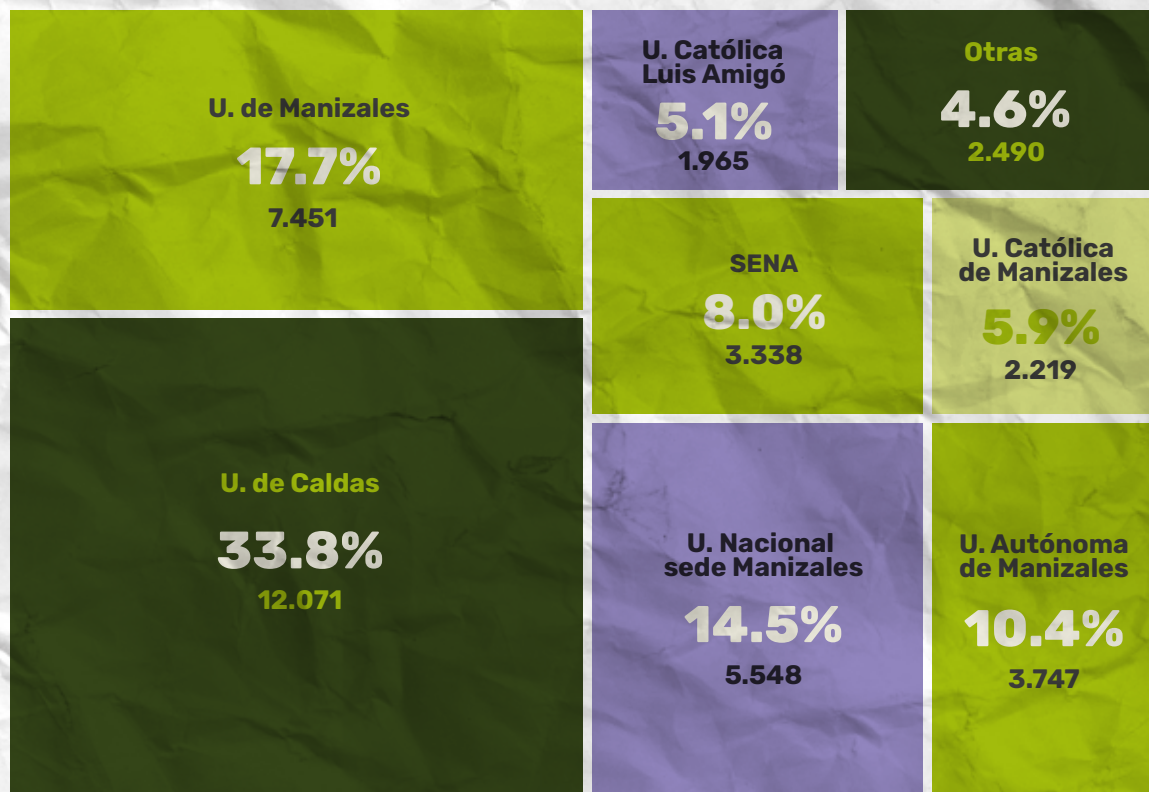 U. de Manizales
17.7%
7.451
U. Católica
Luis Amigó
5.1%
1.965
Otras
4.6%
2.490
SENA
8.0%
3.338
U. Católica
de Manizales
5.9%
2.219
U. de Caldas
33.8%
12.071
U. Nacional
sede Manizales
14.5%
5.548
U. Autónoma
de Manizales
10.4%
3.747